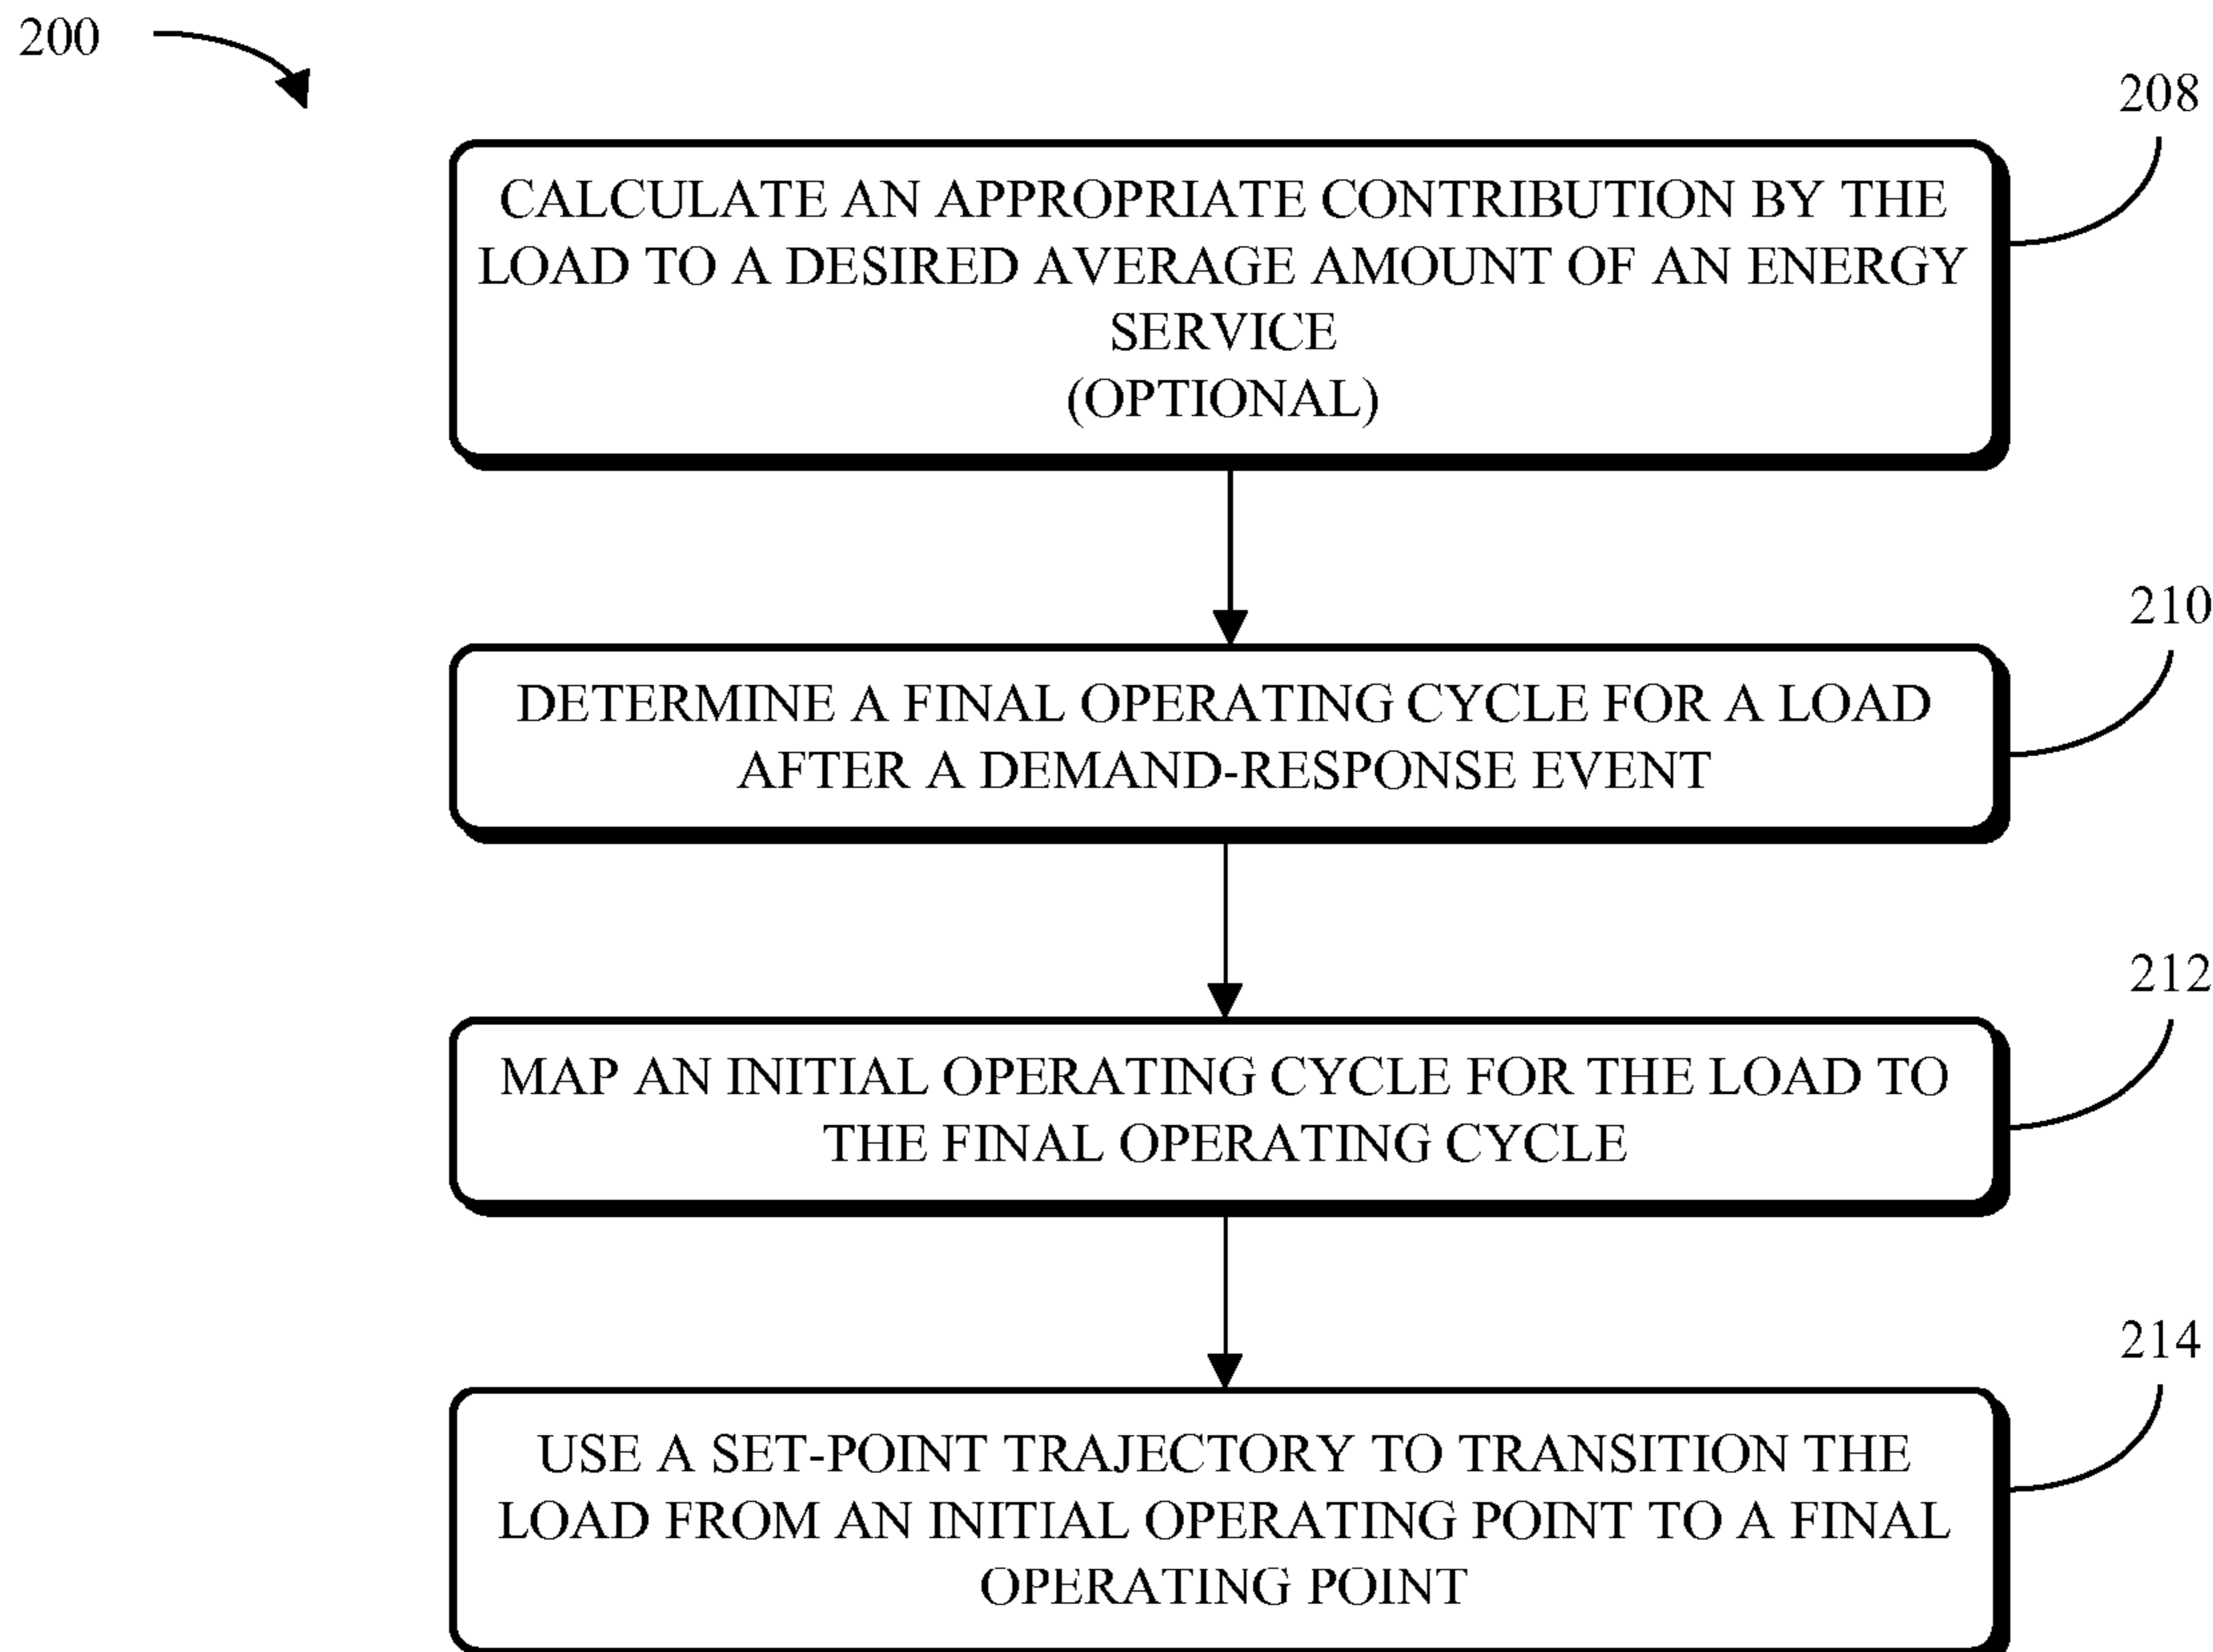 200
208
CALCULATE AN APPROPRIATE CONTRIBUTION BY THE
LOAD TO A DESIRED AVERAGE AMOUNT OF AN ENERGY
SERVICE
(OPTIONAL)
210
DETERMINE A FINAL OPERATING CYCLE FOR A LOAD
AFTER A DEMAND-RESPONSE EVENT
212
MAP AN INITIAL OPERATING CYCLE FOR THE LOAD TO
THE FINAL OPERATING CYCLE
214
USE A SET-POINT TRAJECTORY TO TRANSITION THE
LOAD FROM AN INITIAL OPERATING POINT TO A FINAL
OPERATING POINT